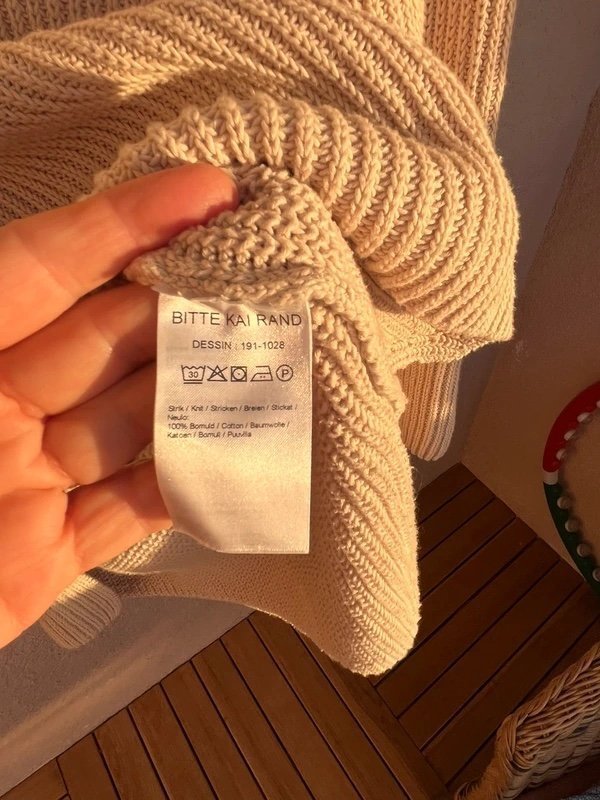 BITTE KAI RAND
DESSIN : 191-1028
30 P
Strik / Knit / Stricken / Breien / Stickat /
Neulo:
100% Bomuld / Cotton / Baumwolle /
Katoen / Bomull / Puuvilla